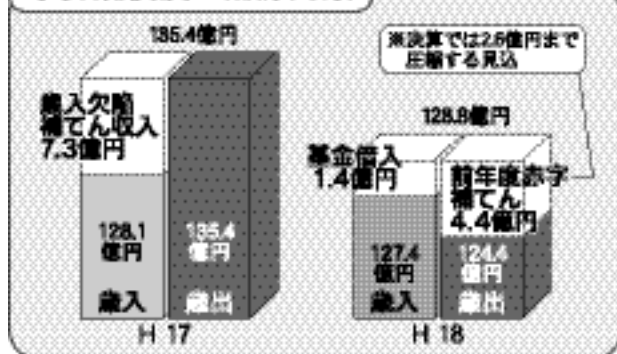 135.4億円
※決算では2.6億円まで
圧縮する見込
歳入欠陥
補てん収入
7.3億円
128.8億円
基金借入
1.4億円
前年度赤字
補てん
4.4億円
128.1
億円
135.4
億円
127.4
億円
124.4
億円
歳入
歳出
歳入
歳出
H 17
H 18